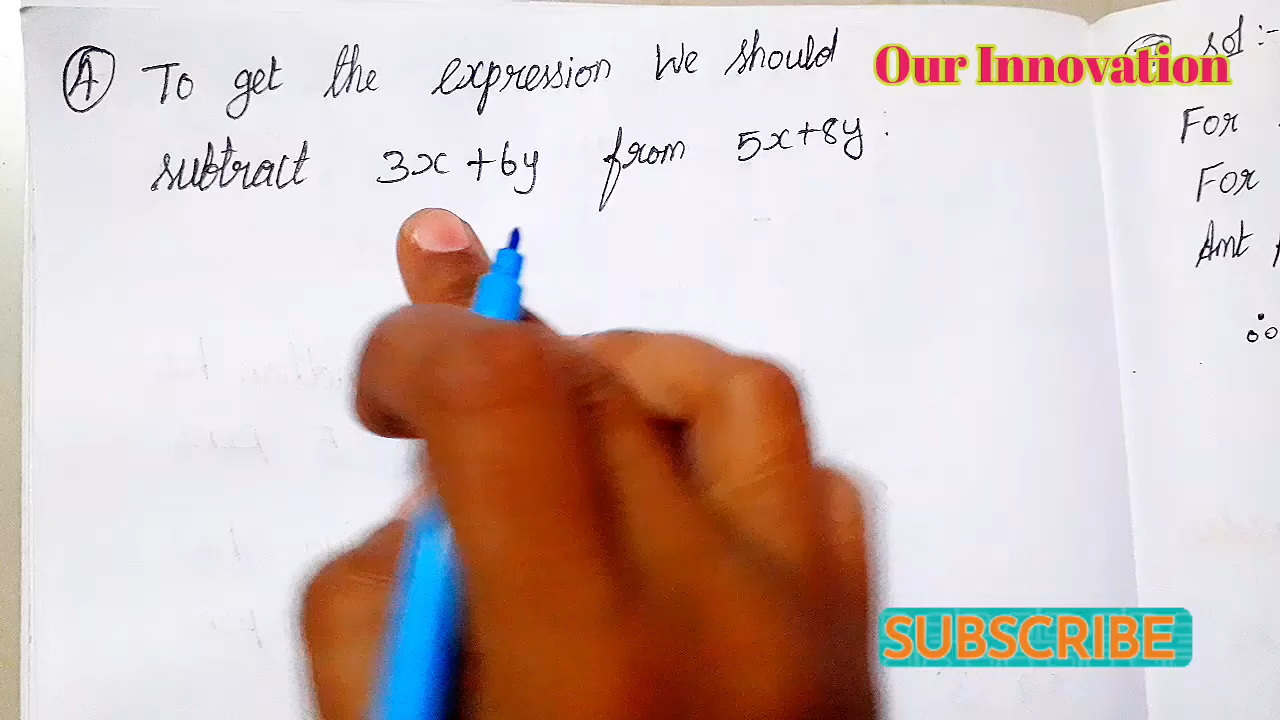 ④ To get the expression We should
subtract 3x + 6y from 5x+8y.
Our Innovation
sol :-
For
For
Amt
∴
SUBSCRIBE